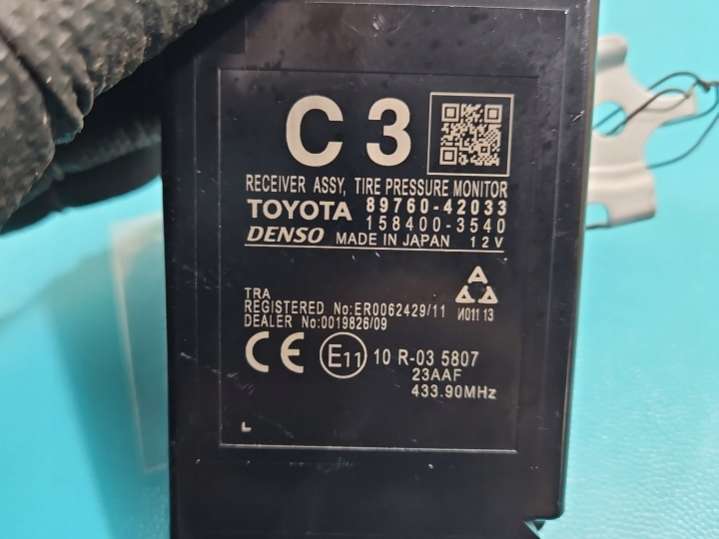 C 3
RECEIVER ASSY, TIRE PRESSURE MONITOR
TOYOTA 89760-42033
158400-3540
DENSO MADE IN JAPAN 12V
TRA
REGISTERED No:ER0062429/11
DEALER No:0019826/09
A
И011 13
CE E11 10 R-03 5807
23AAF
433.90MHz
L